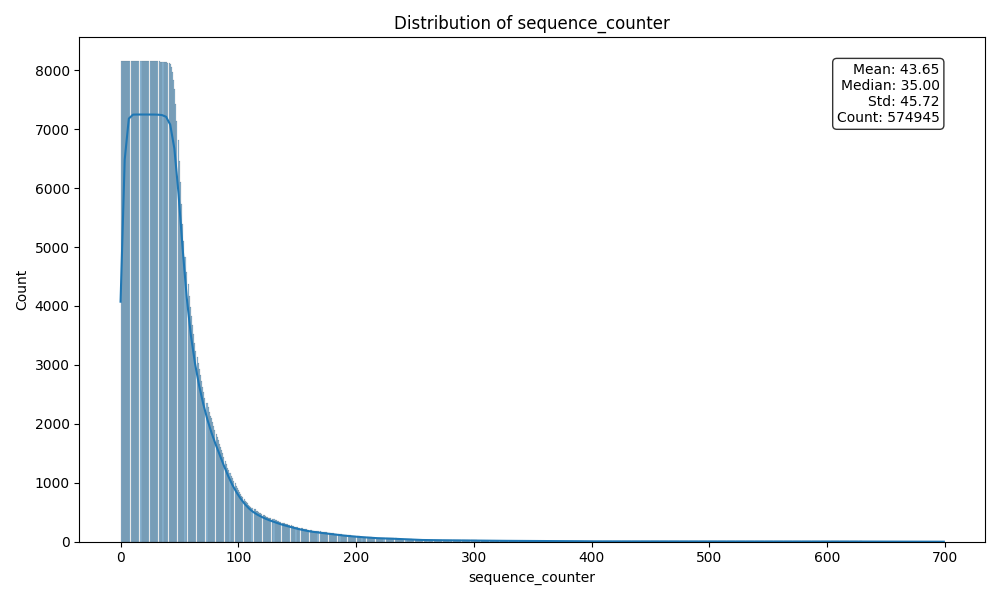 Distribution of sequence_counter
Mean: 43.65
Median: 35.00
Std: 45.72
Count: 574945
Count
8000
7000
6000
5000
4000
3000
2000
1000
0
0 100 200 300 400 500 600 700
sequence_counter